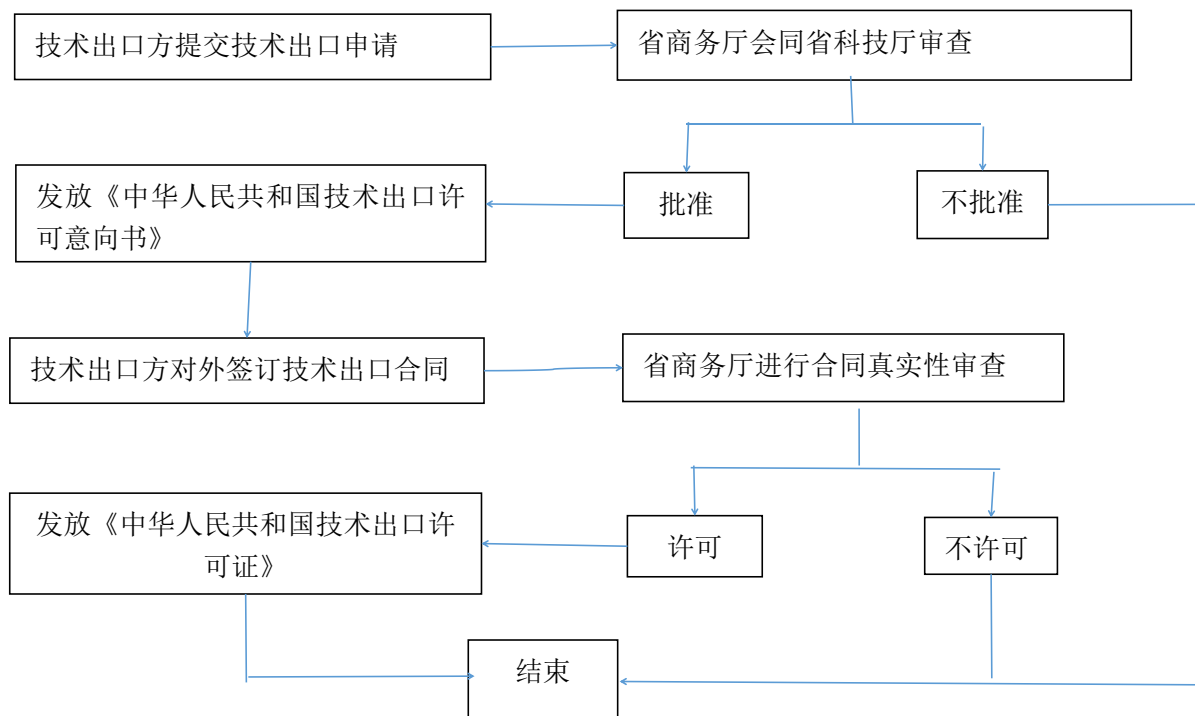 技术出口方提交技术出口申请
省商务厅会同省科技厅审查
批准
不批准
发放《中华人民共和国技术出口许
可意向书》
技术出口方对外签订技术出口合同
省商务厅进行合同真实性审查
许可
不许可
发放《中华人民共和国技术出口许
可证》
结束